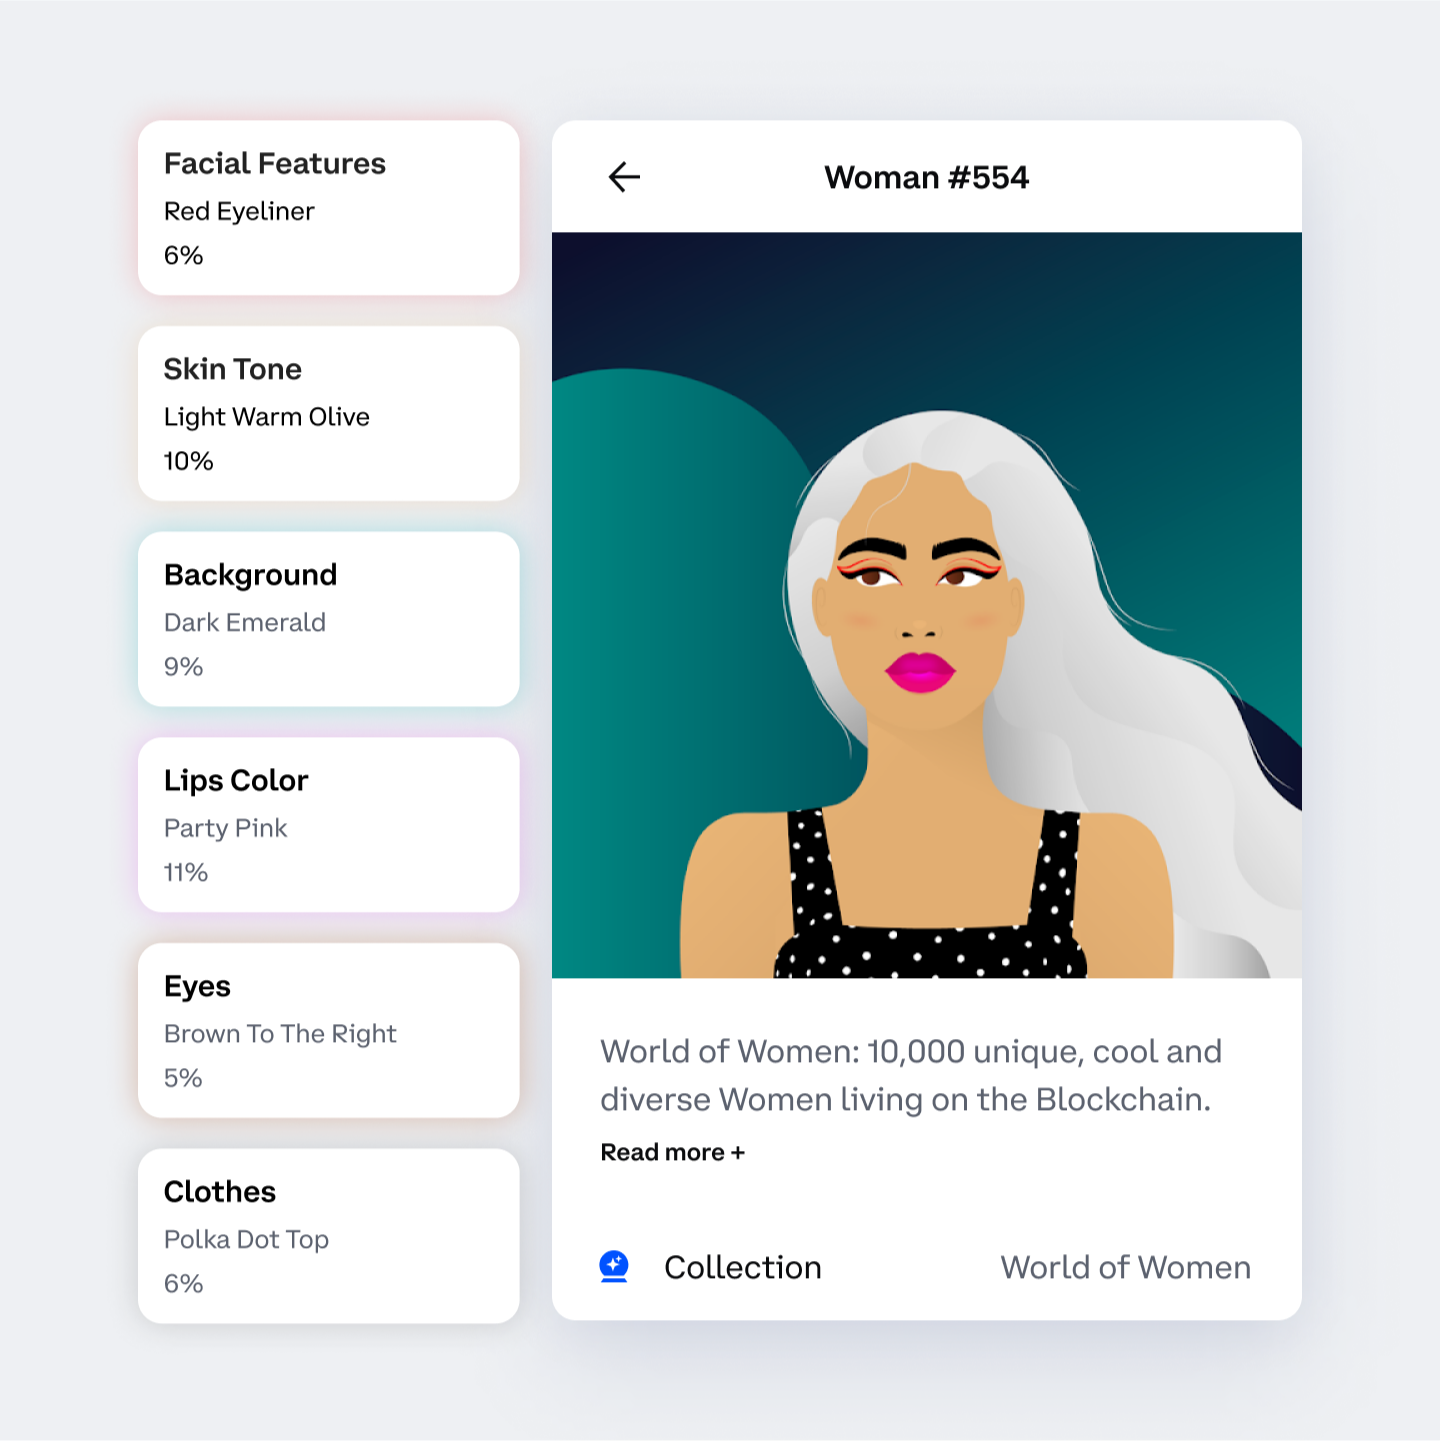 Facial Features
Red Eyeliner
6%
Skin Tone
Light Warm Olive
10%
Background
Dark Emerald
9%
Lips Color
Party Pink
11%
Eyes
Brown To The Right
5%
Clothes
Polka Dot Top
6%
Woman #554
World of Women: 10,000 unique, cool and
diverse Women living on the Blockchain.
Read more +
Collection
World of Women